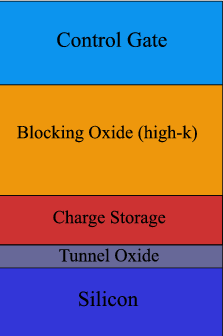 Control Gate
Blocking Oxide (high-k)
Charge Storage
Tunnel Oxide
Silicon